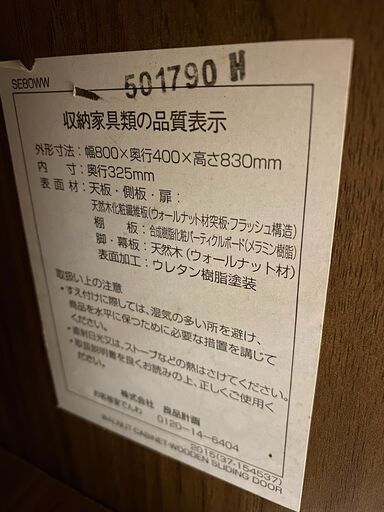 SE80WW
501790 H
収納家具類の品質表示
外形寸法：幅800×奥行400×高さ830mm
内　寸：奥行325mm
表面材：天板・側板・扉：
天然木化粧繊維板（ウォールナット材突板・フラッシュ構造）
棚　板：合成樹脂化粧パーティクルボード（メラミン樹脂）
脚・幕板：天然木（ウォールナット材）
表面加工：ウレタン樹脂塗装
取扱い上の注意
・すえ付けに際しては、湿気の多い所を避け、
商品を水平に保つために必要な措置を講じて
ください。
・直射日光又は、ストーブなどの熱はさけてください。
・取扱説明書を良くお読みの上、正しくご使用く
ださい。
株式会社　良品計画
お客様室でんわ　0120-14-6404
2015(37-154537)
WALNUT CABINET-WOODEN SLIDING DOOR